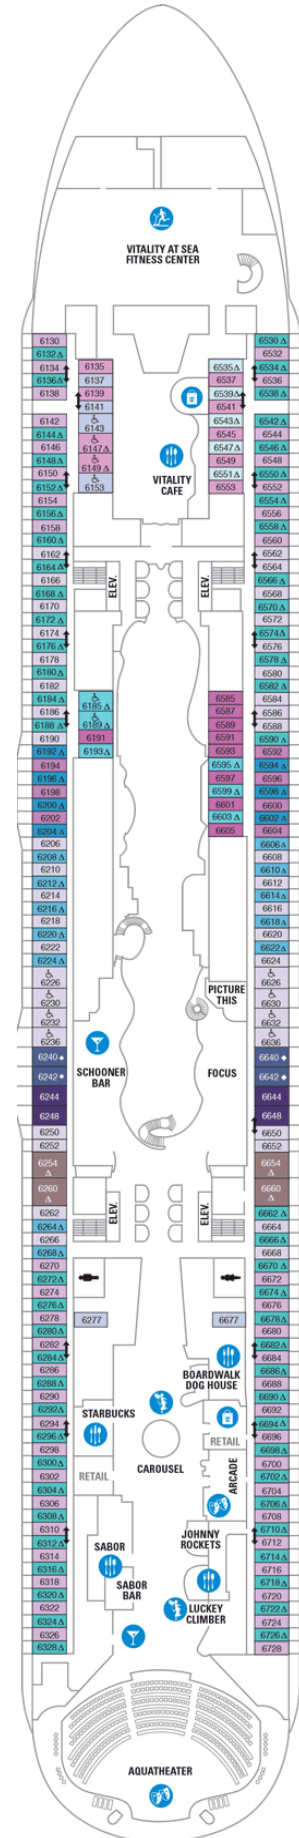 VITALITY AT SEA
FITNESS CENTER
6130
6132 Δ
6134
6136 Δ
6138
6142
6144 Δ
6146
6148 Δ
6150
6152 Δ
6154
6156 Δ
6158
6160 Δ
6162
6164 Δ
6166
6168 Δ
6170
6172 Δ
6174
6176 Δ
6178
6180 Δ
6182
6184 Δ
6186
6188 Δ
6190
6192 Δ
6194
6196 Δ
6198
6200 Δ
6202
6204 Δ
6206
6208 Δ
6210
6212 Δ
6214
6216 Δ
6218
6220 Δ
6222
6224 Δ
6226
6230
6232
6236
6240
6242
6244
6248
6250
6252
6254
Δ
6260
Δ
6262
6264 Δ
6266
6268 Δ
6270
6272 Δ
6274
6276 Δ
6278
6280 Δ
6282
6284 Δ
6286
6288 Δ
6290
6292 Δ
6294
6296 Δ
6298
6300 Δ
6302
6304 Δ
6306
6308 Δ
6310
6312 Δ
6314
6316 Δ
6318
6320 Δ
6322
6324 Δ
6326
6328 Δ
6135
6137
6139
6141
6143
6147 Δ
6149 Δ
6153
ELEV.
6185 Δ
6189 Δ
6191
6193 Δ
SCHOONER
BAR
ELEV.
6277
STARBUCKS
RETAIL
SABOR
SABOR
BAR
VITALITY
CAFE
CAROUSEL
6535 Δ
6537
6539 Δ
6541
6543 Δ
6545
6547 Δ
6549
6551 Δ
6553
ELEV.
6585
6587
6589
6591
6593
6595 Δ
6597
6599 Δ
6601
6603 Δ
6605
PICTURE
THIS
FOCUS
ELEV.
6677
BOARDWALK
DOG HOUSE
RETAIL
ARCADE
JOHNNY
ROCKETS
LUCKEY
CLIMBER
6530 Δ
6532
6534 Δ
6536
6538 Δ
6542 Δ
6544
6546 Δ
6548
6550 Δ
6552
6554 Δ
6556
6558 Δ
6560
6562
6564
6566 Δ
6568
6570 Δ
6572
6574 Δ
6576
6578 Δ
6580
6582 Δ
6584
6586
6588
6590 Δ
6592
6594 Δ
6596
6598 Δ
6600
6602 Δ
6604
6606 Δ
6608
6610 Δ
6612
6614 Δ
6616
6618 Δ
6620
6622 Δ
6624
6626
6630
6632
6636
6640
6642
6644
6648
6650
6652
6654
Δ
6660
Δ
6662 Δ
6664
6666 Δ
6668
6670 Δ
6672
6674 Δ
6676
6678 Δ
6680
6682 Δ
6684
6686 Δ
6688
6690 Δ
6692
6694 Δ
6696
6698 Δ
6700
6702 Δ
6704
6706 Δ
6708
6710 Δ
6712
6714 Δ
6716
6718 Δ
6720
6722 Δ
6724
6726 Δ
6728
AQUATHEATER